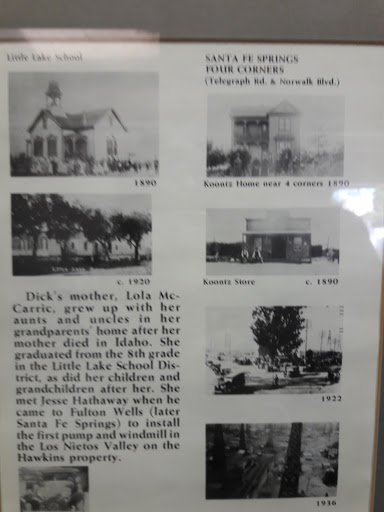 Little Lake School
1890
c. 1920
Dick's mother, Lola Mc-
Carric, grew up with her
aunts and uncles in her
grandparents' home after her
mother died in Idaho. She
graduated from the 8th grade
in the Little Lake School Dis-
trict, as did her children and
grandchildren after her. She
met Jesse Hathaway when he
came to Fulton Wells (later
Santa Fe Springs) to install
the first pump and windmill in
the Los Nietos Valley on the
Hawkins property.
SANTA FE SPRINGS
FOUR CORNERS
(Telegraph Rd. & Norwalk Blvd.)
Koontz Home near 4 corners 1890
Koontz Store c. 1890
1922
1936